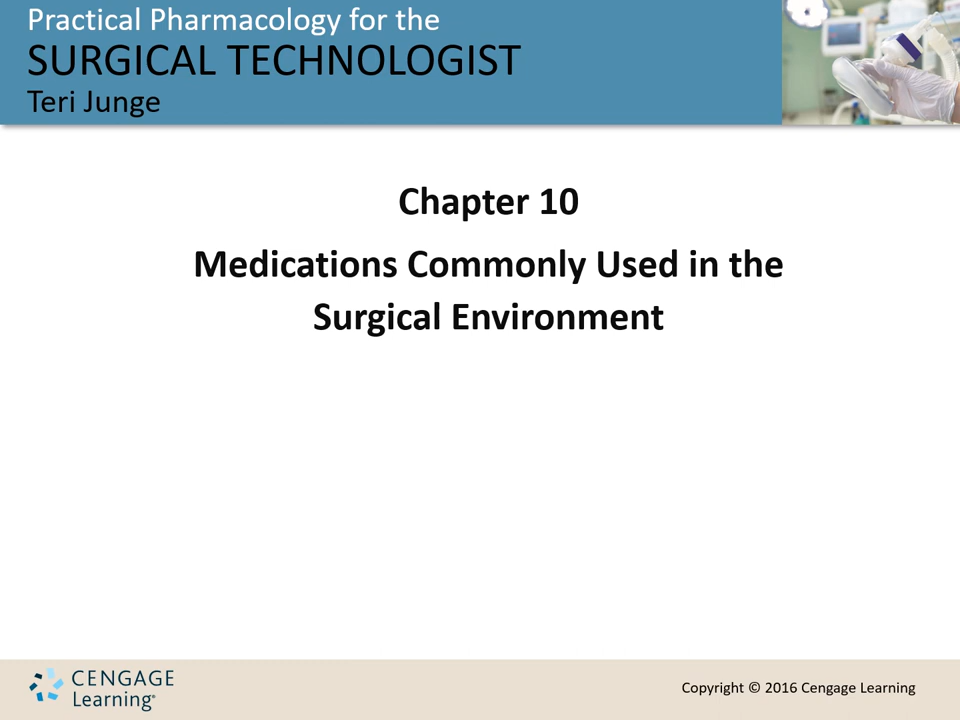 Practical Pharmacology for the
SURGICAL TECHNOLOGIST
Teri Junge
Chapter 10
Medications Commonly Used in the
Surgical Environment
CENGAGE
Learning®
Copyright © 2016 Cengage Learning